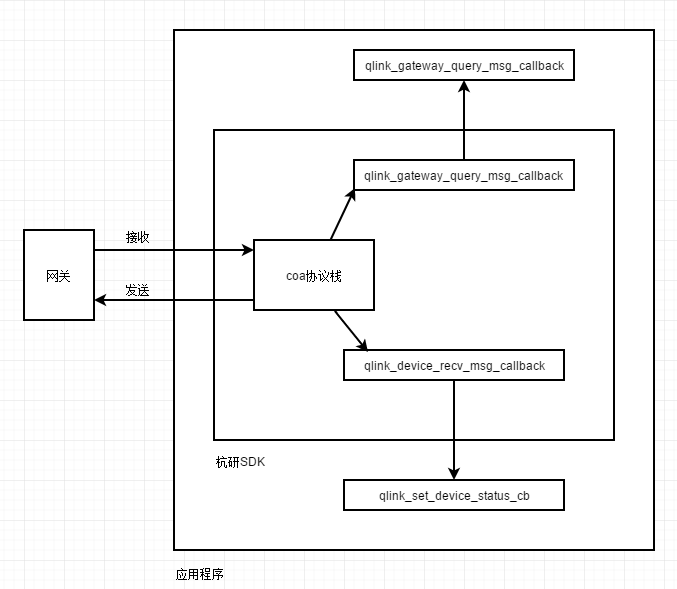 qlink_gateway_query_msg_callback
qlink_gateway_query_msg_callback
接收
网关
coa协议栈
发送
qlink_device_recv_msg_callback
杭研SDK
qlink_set_device_status_cb
应用程序